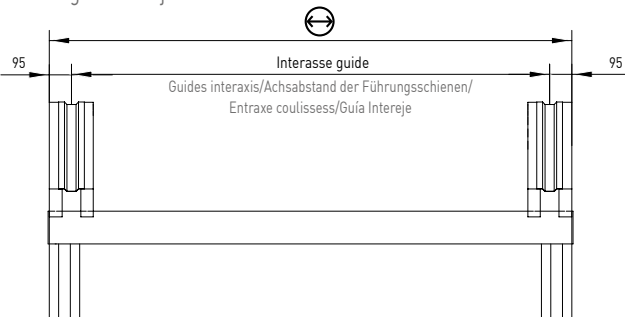 95
Interasse guide
95
Guides interaxis/Achsabstand der Führungsschienen/
Entraxe coulissess/Guía Intereje